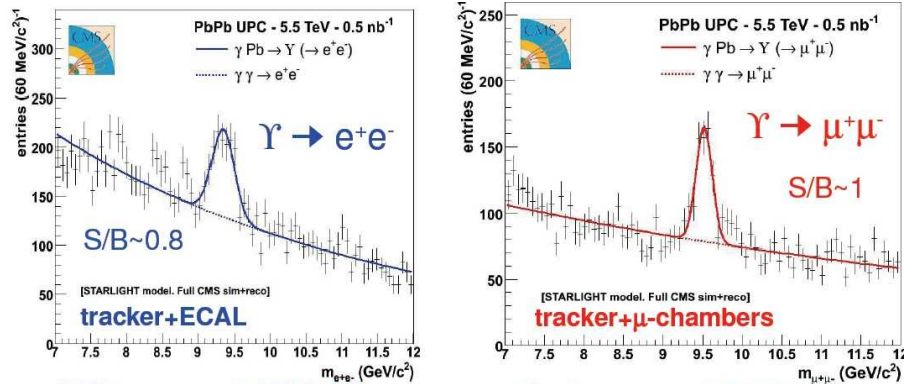 PbPb UPC - 5.5 TeV - 0.5 nb⁻¹
γ Pb → Υ (→ e⁺e⁻)
γ γ → e⁺e⁻
CMS
entries (60 MeV/c²)⁻¹
300
250
200
150
100
50
0
Υ → e⁺e⁻
S/B~0.8
[STARLIGHT model. Full CMS sim+reco]
tracker+ECAL
7 7.5 8 8.5 9 9.5 10 10.5 11 11.5 12
m e+e- (GeV/c²)
PbPb UPC - 5.5 TeV - 0.5 nb⁻¹
γ Pb → Υ (→ μ⁺μ⁻)
γ γ → μ⁺μ⁻
CMS
entries (60 MeV/c²)⁻¹
250
200
150
100
50
0
Υ → μ⁺μ⁻
S/B~1
[STARLIGHT model. Full CMS sim+reco]
tracker+μ-chambers
7 7.5 8 8.5 9 9.5 10 10.5 11 11.5 12
m μ+μ- (GeV/c²)